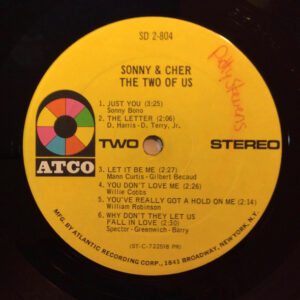 SD 2-804
Patty Stevens
SONNY & CHER
THE TWO OF US
1. JUST YOU (3:25)
Sonny Bono
2. THE LETTER (2:06)
D. Harris - D. Terry, Jr.
ATCO
TWO
STEREO
3. LET IT BE ME (2:27)
Mann Curtis - Gilbert Becaud
4. YOU DON'T LOVE ME (2:26)
Willie Cobbs
5. YOU'VE REALLY GOT A HOLD ON ME (2:14)
William Robinson
6. WHY DON'T THEY LET US
FALL IN LOVE (2:30)
Spector - Greenwich - Barry
(ST-C-722518 PR)
MFG. BY ATLANTIC RECORDING CORP., 1841 BROADWAY, NEW YORK, N.Y.